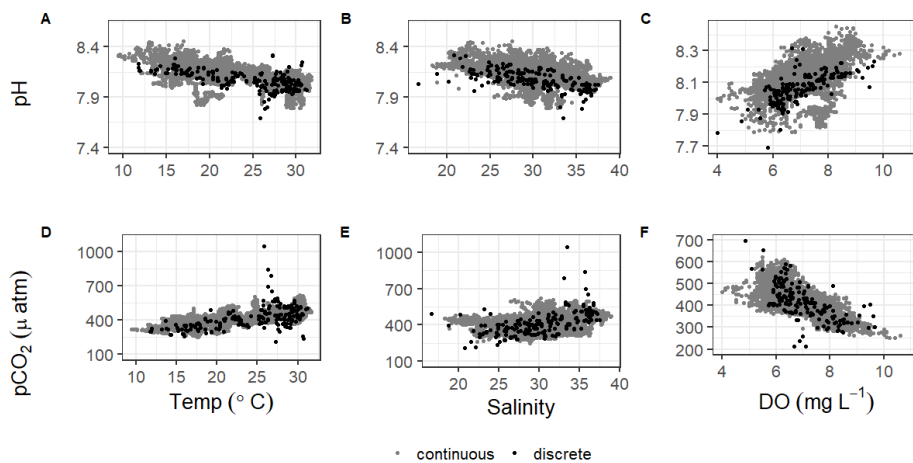 A
B
C
pH
8.4
7.9
7.4
10 15 20 25 30
8.4
7.9
7.4
20 25 30 35 40
8.3
8.1
7.9
7.7
4 6 8 10
D
E
F
pCO₂ (μ atm)
1000
700
400
100
10 15 20 25 30
Temp (° C)
1000
700
400
100
20 25 30 35 40
Salinity
700
600
500
400
300
200
4 6 8 10
DO (mg L⁻¹)
continuous discrete